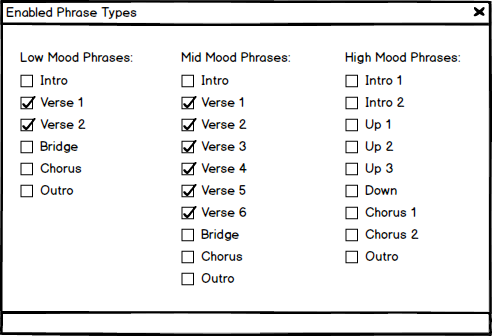 Enabled Phrase Types
Low Mood Phrases:
Intro
Verse 1
Verse 2
Bridge
Chorus
Outro
Mid Mood Phrases:
Intro
Verse 1
Verse 2
Verse 3
Verse 4
Verse 5
Verse 6
Bridge
Chorus
Outro
High Mood Phrases:
Intro 1
Intro 2
Up 1
Up 2
Up 3
Down
Chorus 1
Chorus 2
Outro